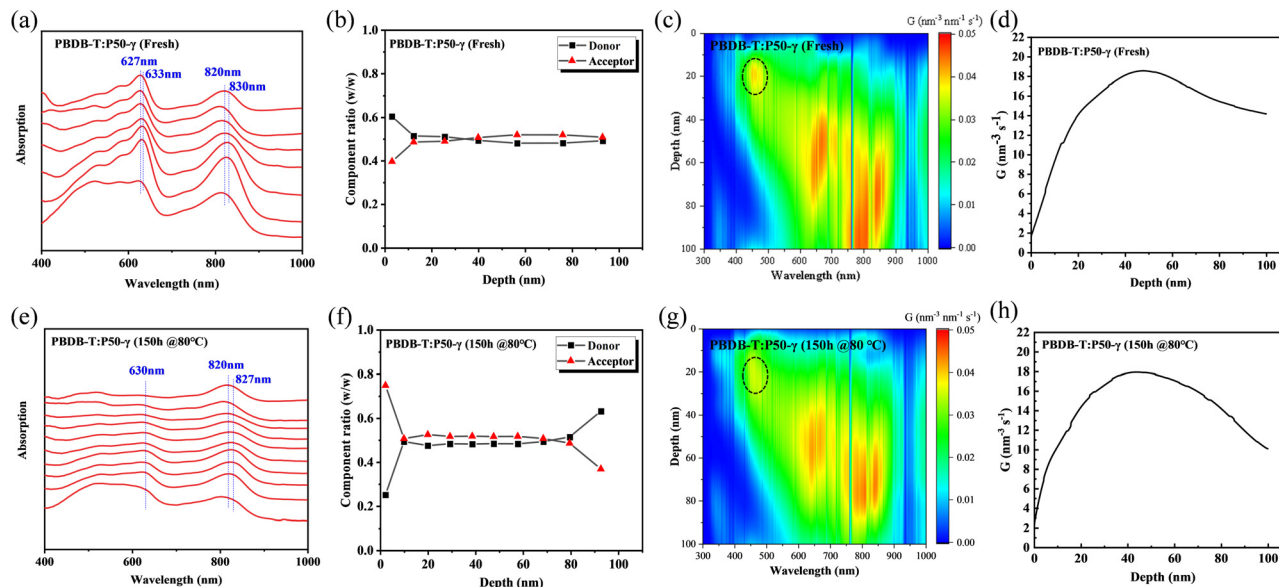 (a)
PBDB-T:P50-γ (Fresh)
627nm
633nm
820nm
830nm
Absorption
400 500 600 700 800 900 1000
Wavelength (nm)
(b)
PBDB-T:P50-γ (Fresh)
Donor
Acceptor
Component ratio (w/w)
1.0
0.8
0.6
0.4
0.2
0.0
0 20 40 60 80 100
Depth (nm)
(c)
G (nm⁻³ nm⁻¹ s⁻¹)
PBDB-T:P50-γ (Fresh)
Depth (nm)
0
20
40
60
80
100
300 400 500 600 700 800 900 1000
Wavelength (nm)
0.05
0.04
0.03
0.02
0.01
0.00
(d)
PBDB-T:P50-γ (Fresh)
G (nm⁻³ s⁻¹)
22
20
18
16
14
12
10
8
6
4
2
0
0 20 40 60 80 100
Depth (nm)
(e)
PBDB-T:P50-γ (150h @80℃)
630nm
820nm
827nm
Absorption
400 500 600 700 800 900 1000
Wavelength (nm)
(f)
PBDB-T:P50-γ (150h @80℃)
Donor
Acceptor
Component ratio (w/w)
1.0
0.8
0.6
0.4
0.2
0.0
0 20 40 60 80 100
Depth (nm)
(g)
G (nm⁻³ nm⁻¹ s⁻¹)
PBDB-T:P50-γ (150h @80 ℃)
Depth (nm)
0
20
40
60
80
100
300 400 500 600 700 800 900 1000
Wavelength (nm)
0.05
0.04
0.03
0.02
0.01
0.00
(h)
PBDB-T:P50-γ (150h @80℃)
G (nm⁻³ s⁻¹)
22
20
18
16
14
12
10
8
6
4
2
0
0 20 40 60 80 100
Depth (nm)